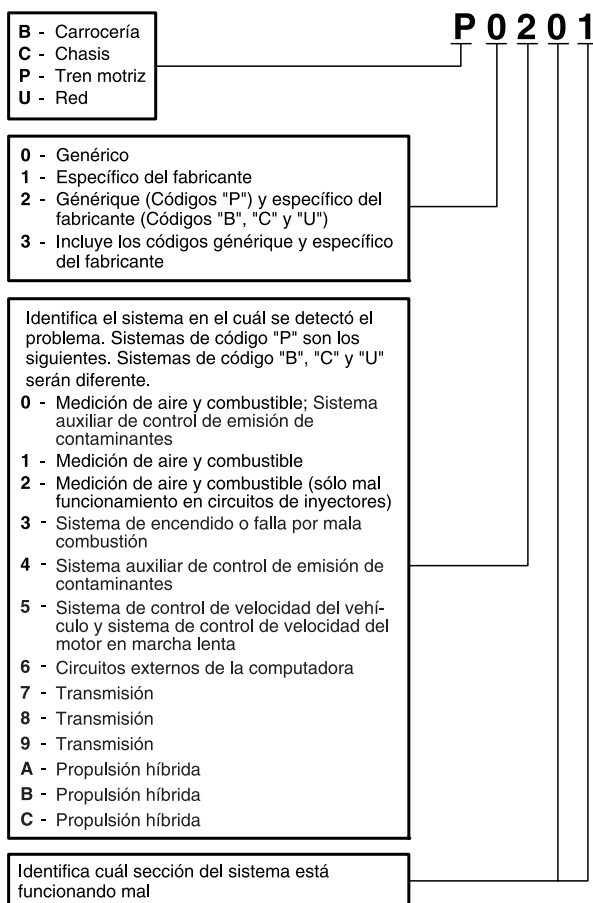 B - Carrocería
C - Chasis
P - Tren motriz
U - Red
P 0 2 0 1
0 - Genérico
1 - Específico del fabricante
2 - Générique (Códigos "P") y específico del
fabricante (Códigos "B", "C" y "U")
3 - Incluye los códigos générique y específico
del fabricante
Identifica el sistema en el cuál se detectó el
problema. Sistemas de código "P" son los
siguientes. Sistemas de código "B", "C" y "U"
serán diferente.
0 - Medición de aire y combustible; Sistema
auxiliar de control de emisión de
contaminantes
1 - Medición de aire y combustible
2 - Medición de aire y combustible (sólo mal
funcionamiento en circuitos de inyectores)
3 - Sistema de encendido o falla por mala
combustión
4 - Sistema auxiliar de control de emisión de
contaminantes
5 - Sistema de control de velocidad del vehí-
culo y sistema de control de velocidad del
motor en marcha lenta
6 - Circuitos externos de la computadora
7 - Transmisión
8 - Transmisión
9 - Transmisión
A - Propulsión híbrida
B - Propulsión híbrida
C - Propulsión híbrida
Identifica cuál sección del sistema está
funcionando mal